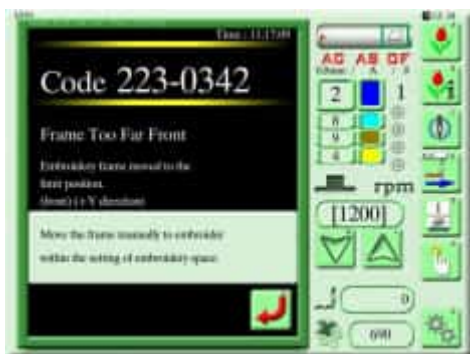 Time : 11:17:09
Code 223-0342
Frame Too Far Front
Embroidery frame moved to the
limit position.
(front) (+Y direction)
Move the frame manually to embroider
within the setting of embroidery space.
AC AS OF
2
1
8
9
4
rpm
[1200]
0
690